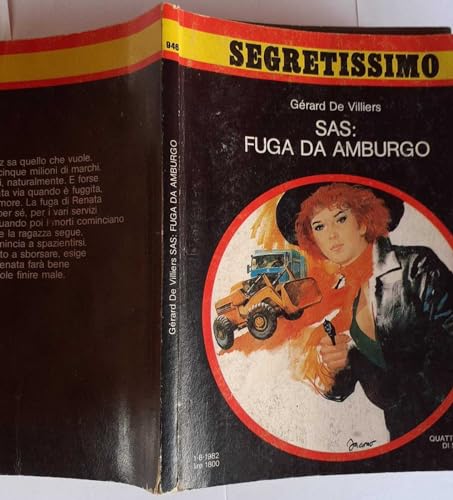 z sa quello che vuole.
cinque milioni di marchi.
i, naturalmente. E forse
ata via quando è fuggita,
more. La fuga di Renata
per sé, per i vari servizi
uando poi i morti cominciano
e la ragazza segue.
nincia a spazientirsi.
to a sborsare, esige
enata farà bene
ole finire male.
946
Gérard De Villiers SAS: FUGA DA AMBURGO
SEGRETISSIMO
Gérard De Villiers
SAS:
FUGA DA AMBURGO
Jacono
1-8-1982
lire 1800
QUATT
DI